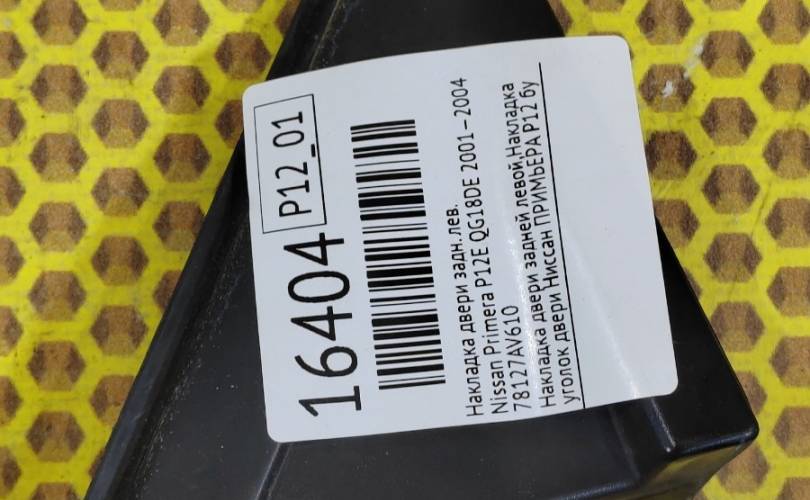 16404 P12_01
Накладка двери задн.лев.
Nissan Primera P12E QG18DE 2001-2004
78127AV610
Накладка двери задней левой,Накладка
уголок двери Ниссан ПРИМЬЕРА P12 бу